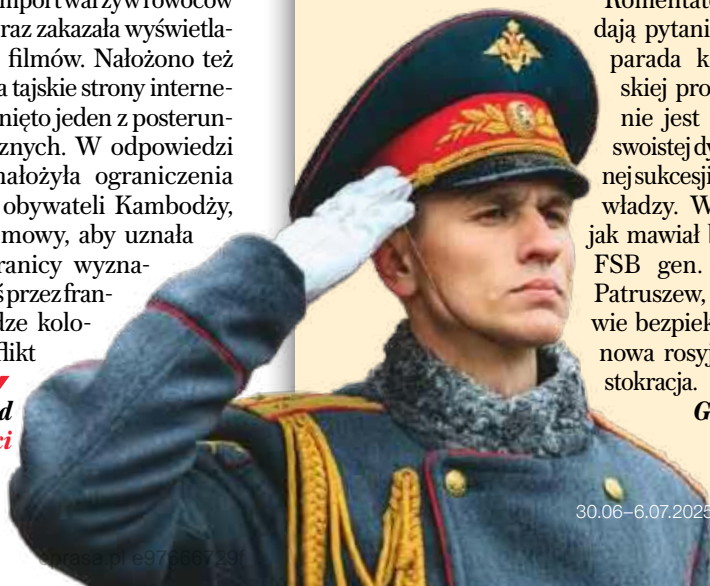 import warzyw i owoców
raz zakazała wyświetla-
filmów. Nałożono też
a tajskie strony interne-
nięto jeden z posterun-
znych. W odpowiedzi
nałożyła ograniczenia
obywateli Kambodży,
mowy, aby uznała
ranicy wyzna-
ś przez fran-
dze kolo-
flikt
d
ci
Komentato
dają pytani
parada k
skiej pro
nie jest
swoistej dy
nej sukcesji
władzy. W
jak mawiał b
FSB gen.
Patruszew,
wie bezpiek
nowa rosyj
stokracja.
G
30.06–6.07.2025